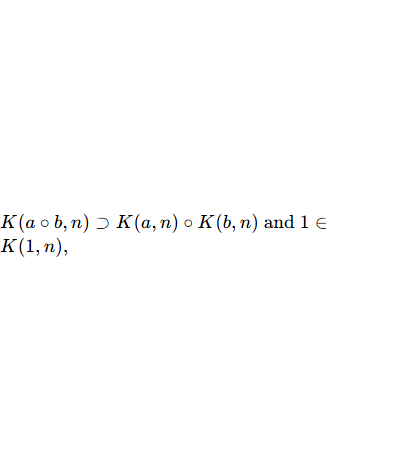 K(a ∘ b, n) ⊃ K(a, n) ∘ K(b, n) and 1 ∈
K(1, n),